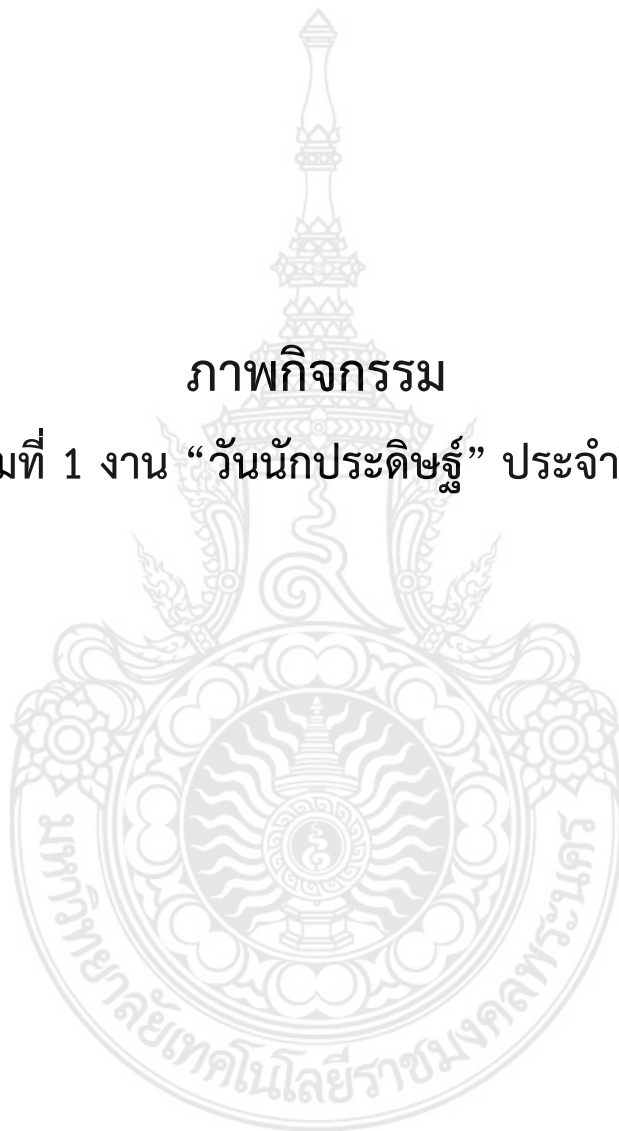 ภาพกิจกรรม
มที่ 1 งาน “วันนักประดิษฐ์” ประจำ
มหาวิทยาลัยเทคโนโลยีราชมงคลพระนคร